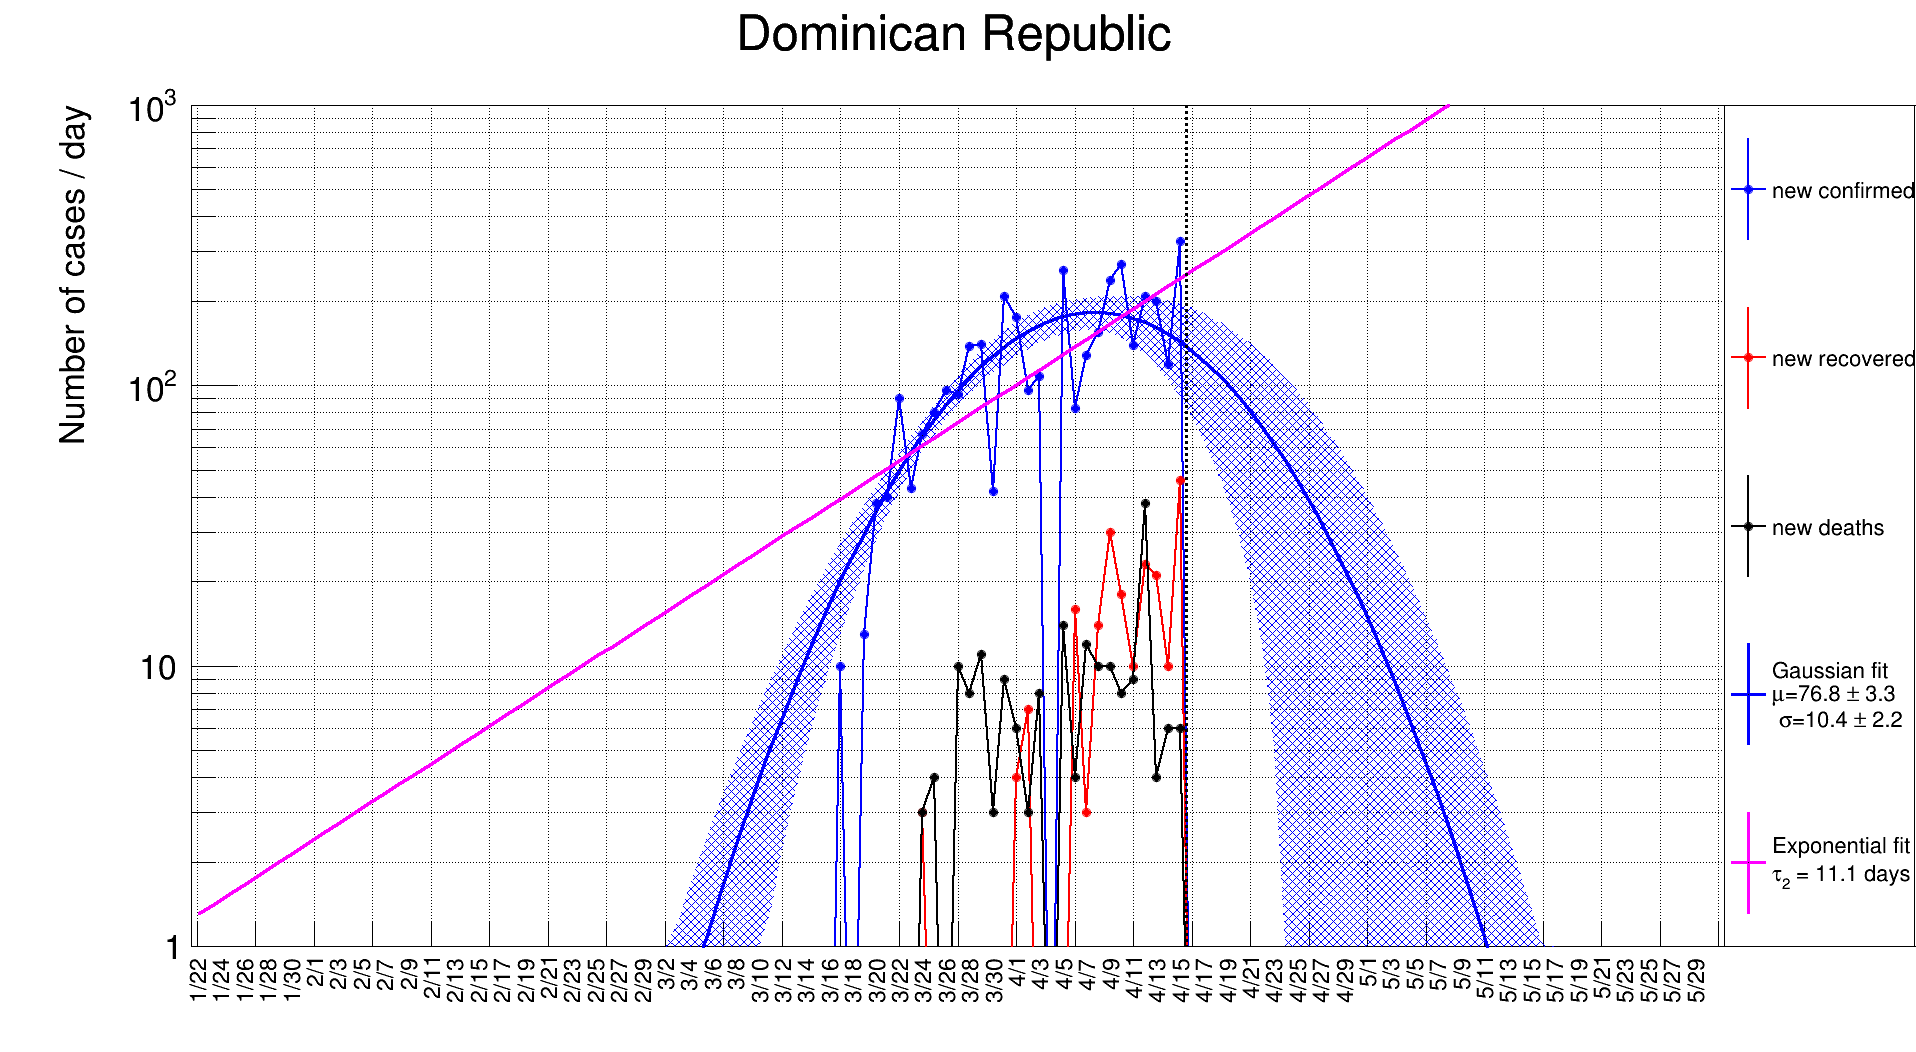 Dominican Republic
Number of cases / day
10³
10²
10
1
1/22 1/24 1/26 1/28 1/30 2/1 2/3 2/5 2/7 2/9 2/11 2/13 2/15 2/17 2/19 2/21 2/23 2/25 2/27 2/29 3/2 3/4 3/6 3/8 3/10 3/12 3/14 3/16 3/18 3/20 3/22 3/24 3/26 3/28 3/30 4/1 4/3 4/5 4/7 4/9 4/11 4/13 4/15 4/17 4/19 4/21 4/23 4/25 4/27 4/29 5/1 5/3 5/5 5/7 5/9 5/11 5/13 5/15 5/17 5/19 5/21 5/23 5/25 5/27 5/29
new confirmed
new recovered
new deaths
Gaussian fit
μ=76.8 ± 3.3
σ=10.4 ± 2.2
Exponential fit
τ₂ = 11.1 days